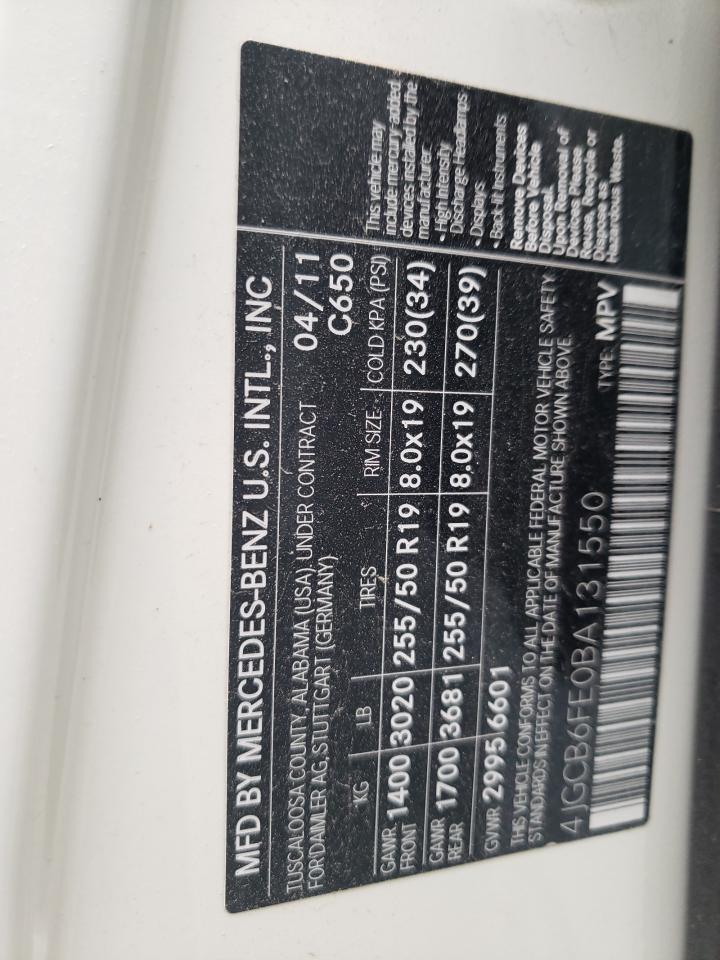 MFD BY MERCEDES-BENZ U.S. INTL., INC
TUSCALOOSA COUNTY, ALABAMA (USA) UNDER CONTRACT 04/11
FOR DAIMLER AG, STUTTGART (GERMANY) C650
KG LB TIRES RIM SIZE COLD KPA (PSI)
GAWR FRONT 1400 3020 255/50 R19 8.0x19 230(34)
GAWR REAR 1700 3681 255/50 R19 8.0x19 270(39)
GVWR 2995 6601
THIS VEHICLE CONFORMS TO ALL APPLICABLE FEDERAL MOTOR VEHICLE SAFETY
STANDARDS IN EFFECT ON THE DATE OF MANUFACTURE SHOWN ABOVE.
4JGCB6FE0BA131550 TYPE: MPV
This vehicle may
include mercury-added
devices installed by the
manufacturer
• High Intensity
Discharge Headlamps
• Displays
• Back-lit Instruments
Remove Devices
Before Vehicle
Disposal.
Upon Removal of
Devices Please
Reuse, Recycle or
Dispose as
Hazardous Waste.